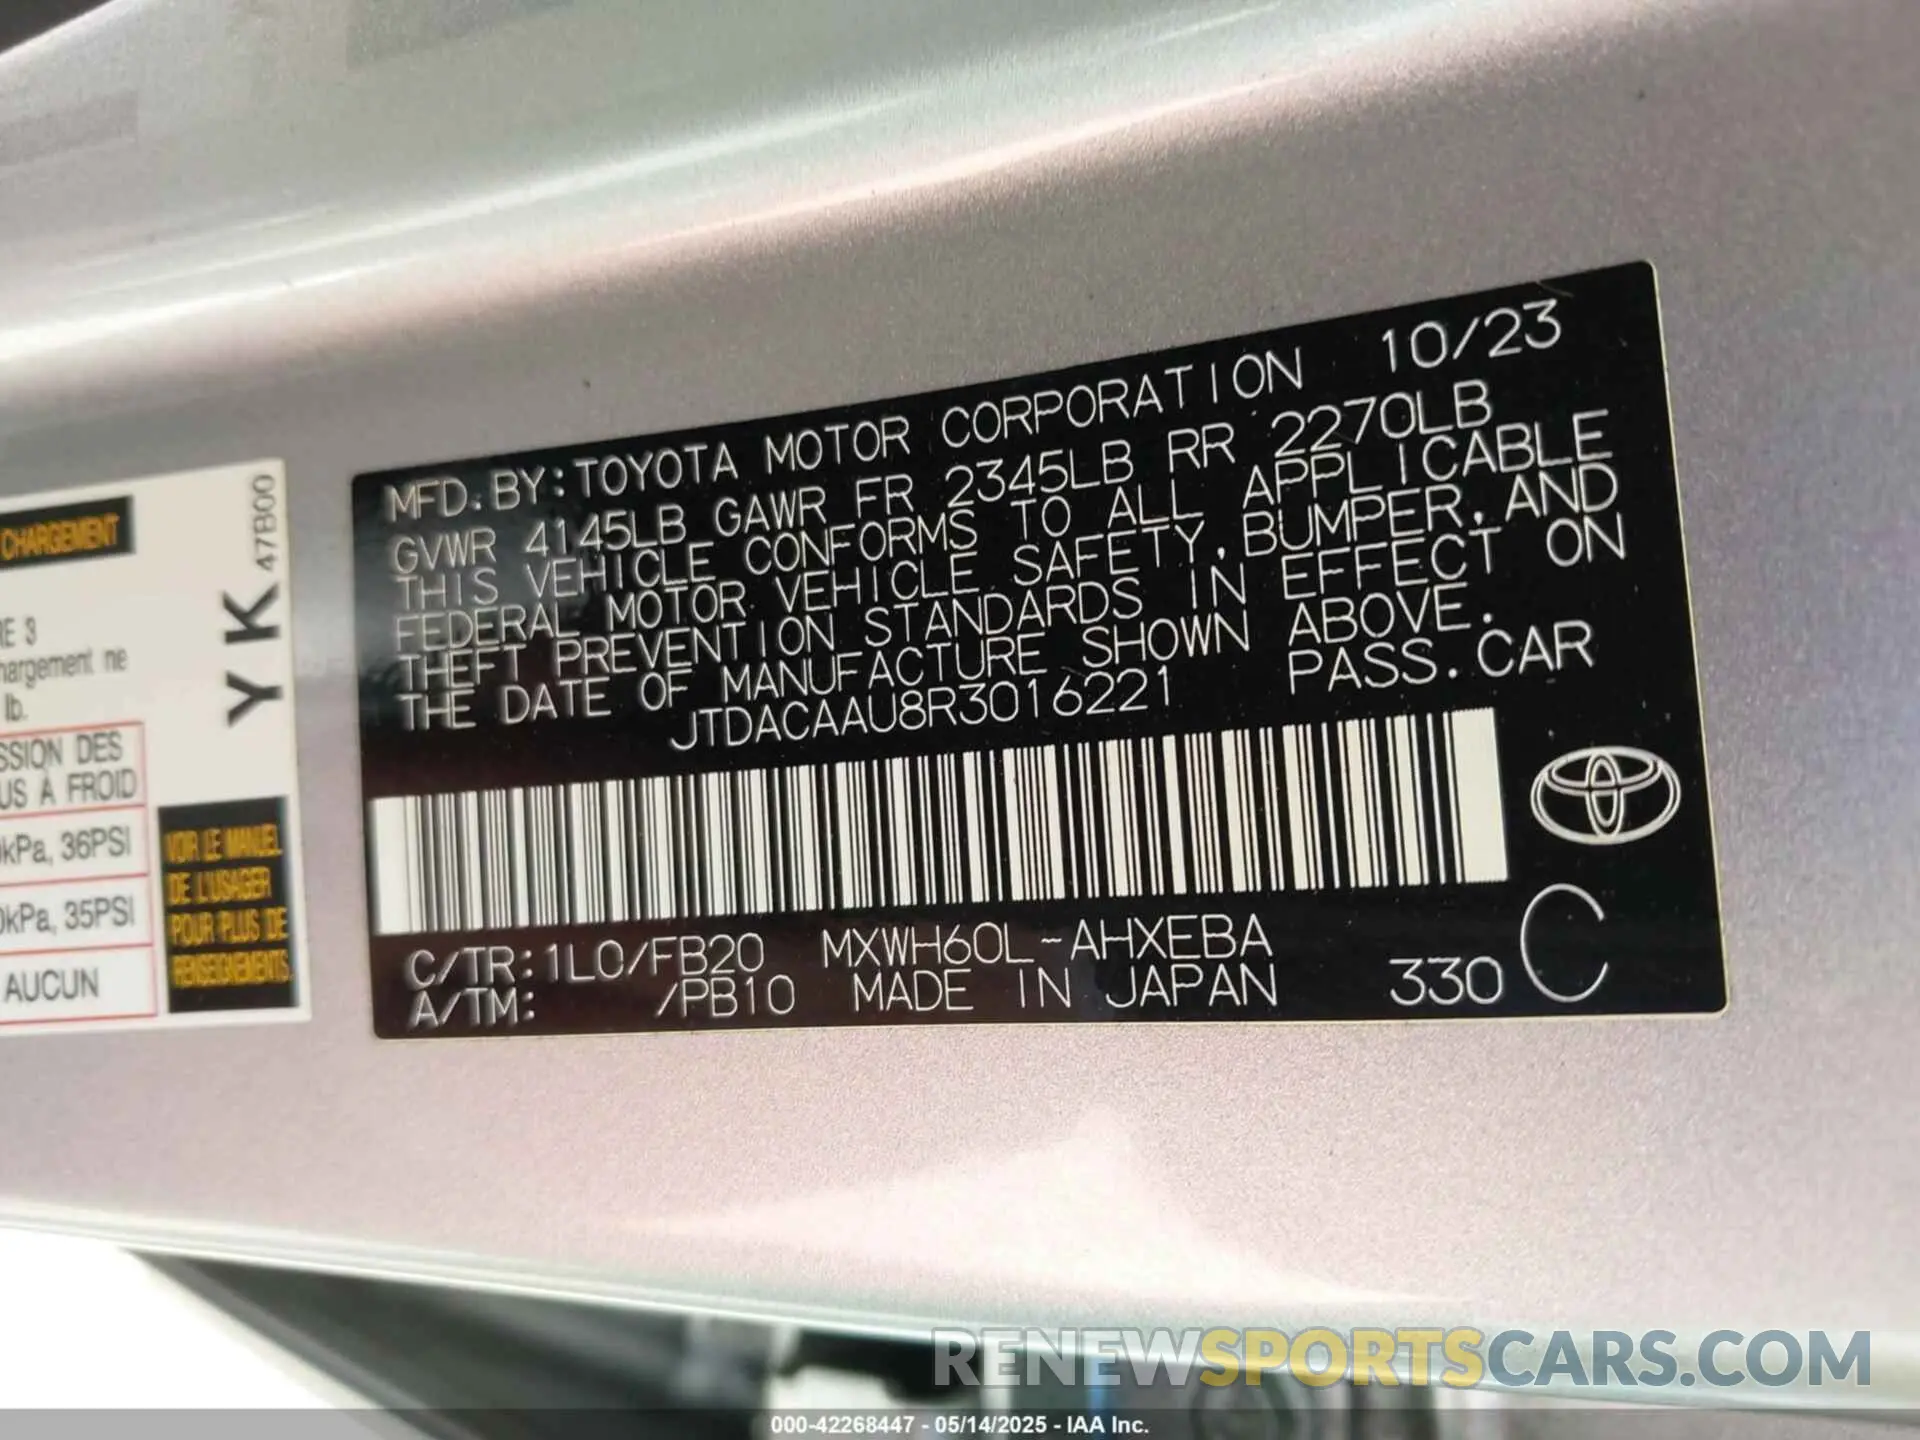 MFD. BY: TOYOTA MOTOR CORPORATION 10/23
GVWR 4145LB GAWR FR 2345LB RR 2270LB
THIS VEHICLE CONFORMS TO ALL APPLICABLE
FEDERAL MOTOR VEHICLE SAFETY, BUMPER, AND
THEFT PREVENTION STANDARDS IN EFFECT ON
THE DATE OF MANUFACTURE SHOWN ABOVE.
JTDACAAU8R3016221 PASS. CAR
C/TR: 1L0/FB20 MXWH60L-AHXEBA
A/TM: /PB10 MADE IN JAPAN 330 C
CHARGEMENT
47B00
YK
RE 3
hargement ne
lb.
SSION DES
US À FROID
0kPa, 36PSI
0kPa, 35PSI
AUCUN
VOIR LE MANUEL
DE L'USAGER
POUR PLUS DE
RENSEIGNEMENTS.
RENEWSPORTSCARS.COM
000-42268447 - 05/14/2025 - IAA Inc.